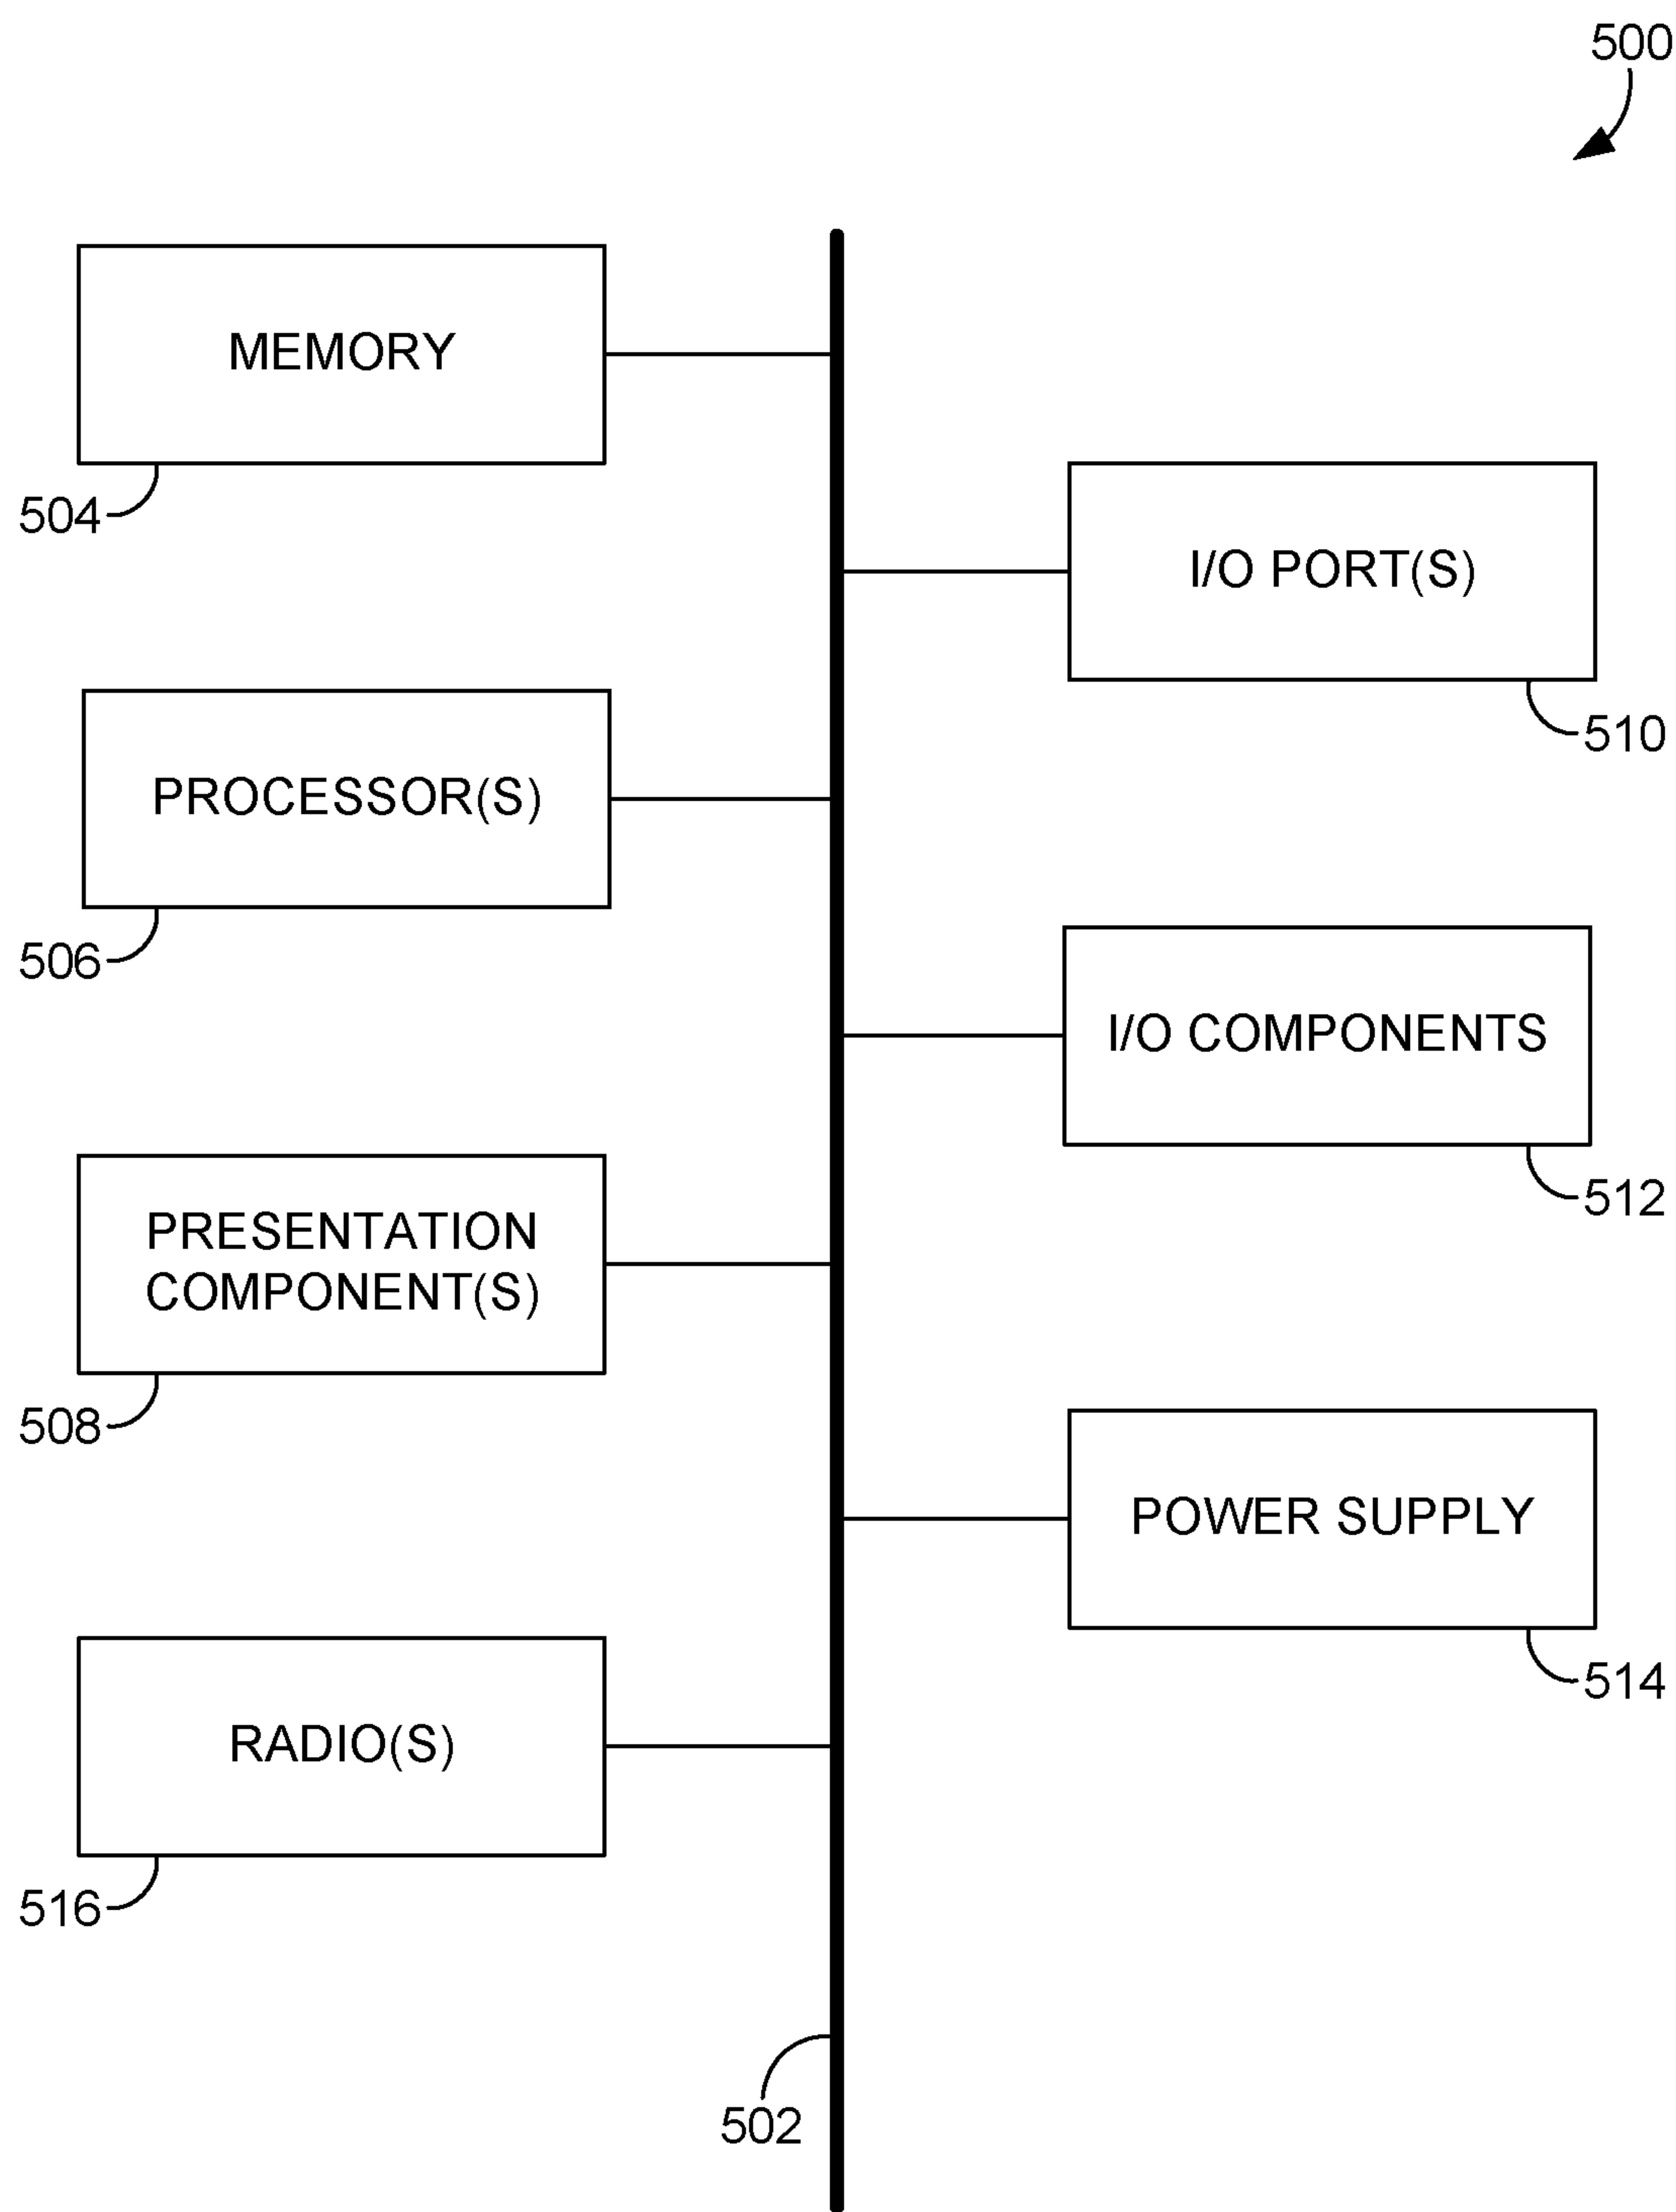 500
MEMORY
504
I/O PORT(S)
510
PROCESSOR(S)
506
I/O COMPONENTS
512
PRESENTATION
COMPONENT(S)
508
POWER SUPPLY
514
RADIO(S)
516
502